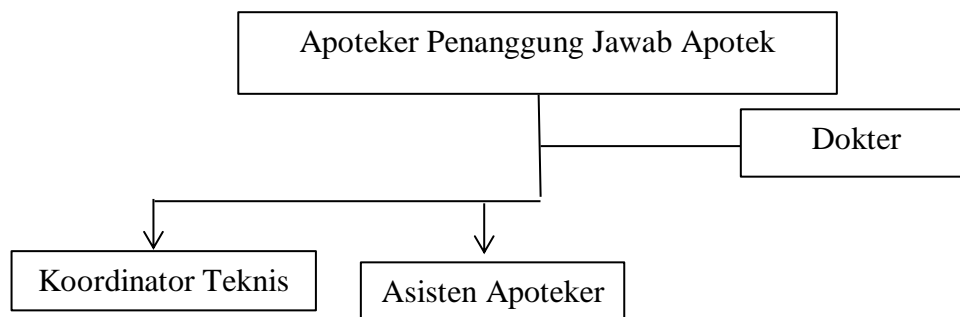 Apoteker Penanggung Jawab Apotek
Dokter
Koordinator Teknis
Asisten Apoteker